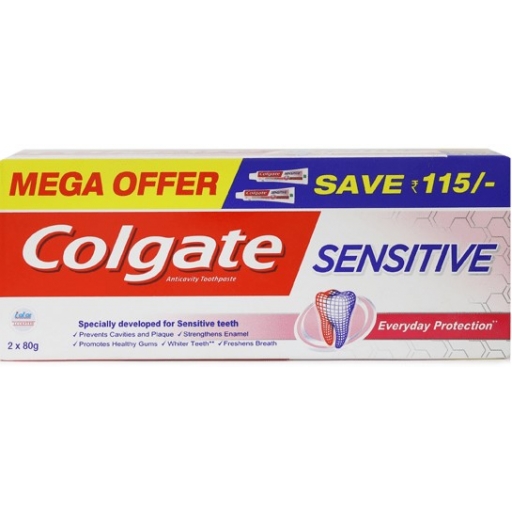 MEGA OFFER
SAVE ₹115/-
Colgate
Anticavity Toothpaste
SENSITIVE
Specially developed for Sensitive teeth
✓Prevents Cavities and Plaque ✓Strengthens Enamel
✓Promotes Healthy Gums ✓Whiter Teeth** ✓Freshens Breath
2 x 80g
Everyday Protection**